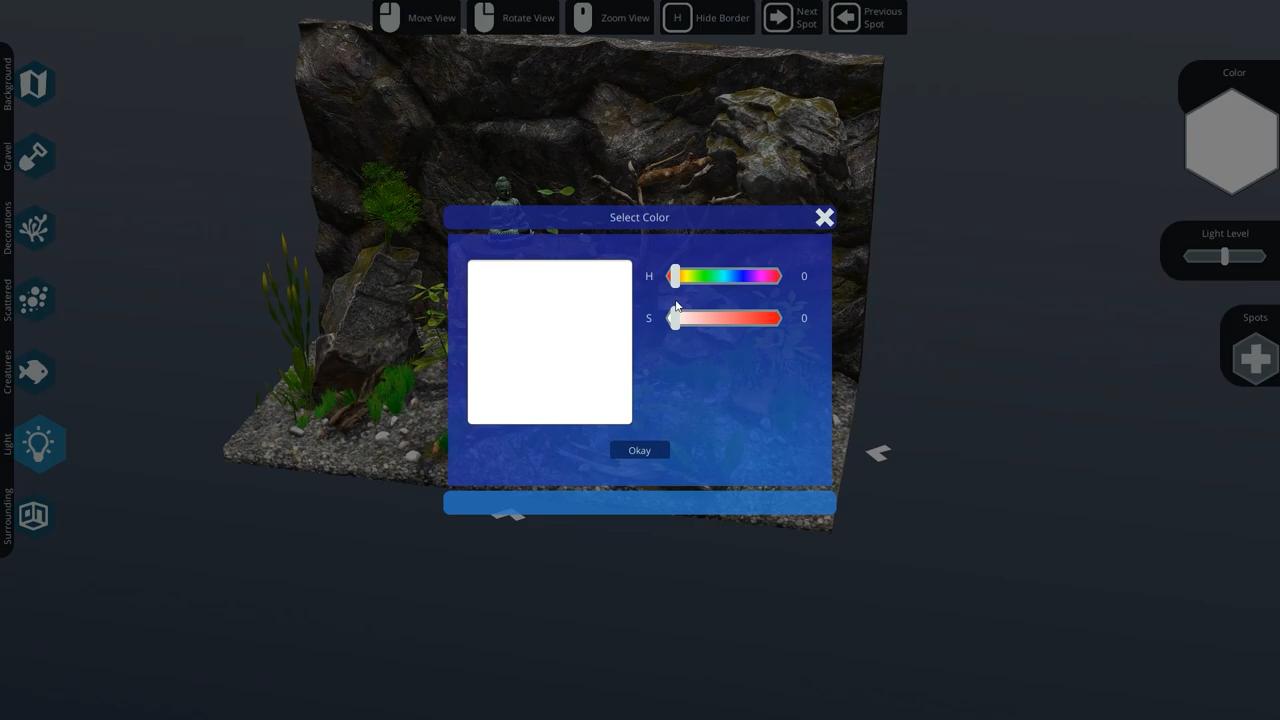 Move View
Rotate View
Zoom View
H
Hide Border
Next
Spot
Previous
Spot
Background
Gravel
Decorations
Scattered
Creatures
Light
Surrounding
Select Color
H
0
S
0
Okay
Color
Light Level
Spots